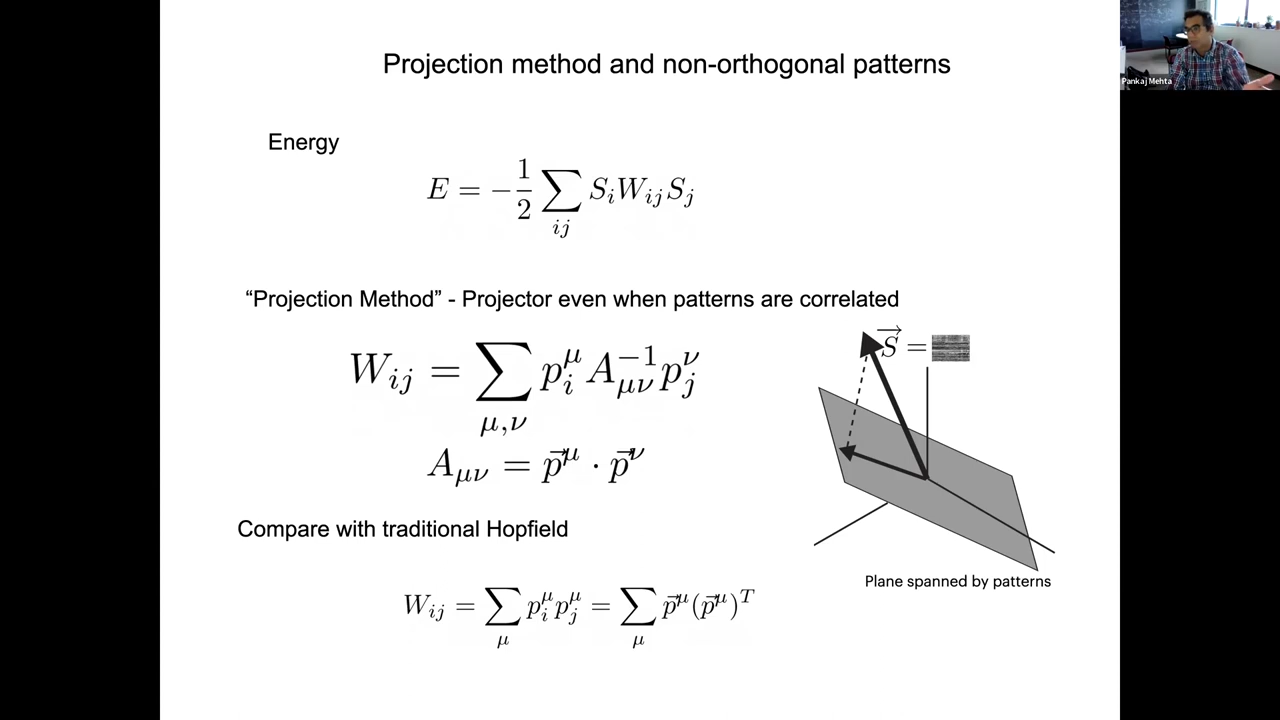 Projection method and non-orthogonal patterns
Pankaj Mehta
Energy
E = -\frac{1}{2} \sum_{ij} S_i W_{ij} S_j
“Projection Method” - Projector even when patterns are correlated
W_{ij} = \sum_{\mu,\nu} p_i^{\mu} A_{\mu\nu}^{-1} p_j^{\nu}
\vec{S} =
A_{\mu\nu} = \vec{p}^{\mu} \cdot \vec{p}^{\nu}
Compare with traditional Hopfield
Plane spanned by patterns
W_{ij} = \sum_{\mu} p_i^{\mu} p_j^{\mu} = \sum_{\mu} \vec{p}^{\mu} (\vec{p}^{\mu})^T